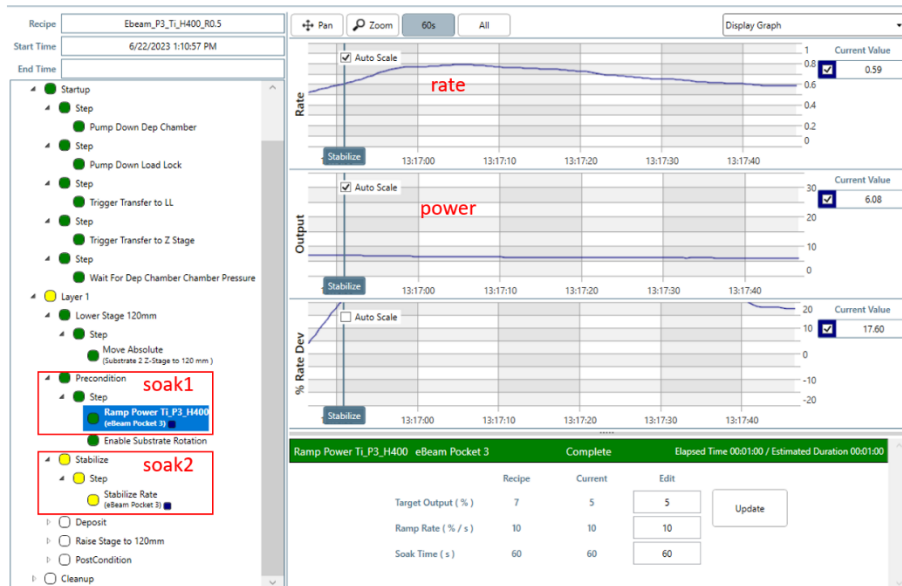 Recipe
Ebeam_P3_Ti_H400_R0.5
Start Time
6/22/2023 1:10:57 PM
End Time
Startup
Step
Pump Down Dep Chamber
Step
Pump Down Load Lock
Step
Trigger Transfer to LL
Step
Trigger Transfer to Z Stage
Step
Wait For Dep Chamber Chamber Pressure
Layer 1
Lower Stage 120mm
Step
Move Absolute
(Substrate 2 Z-Stage to 120 mm )
Precondition
soak1
Step
Ramp Power Ti_P3_H400
(eBeam Pocket 3)
Enable Substrate Rotation
Stabilize
soak2
Step
Stabilize Rate
(eBeam Pocket 3)
Deposit
Raise Stage to 120mm
PostCondition
Cleanup
Pan
Zoom
60s
All
Display Graph
Auto Scale
rate
Rate
1
0.8
0.6
0.4
0.2
0
Current Value
0.59
Stabilize
13:17:00
13:17:10
13:17:20
13:17:30
13:17:40
Auto Scale
power
Output
30
20
10
0
Current Value
6.08
Stabilize
13:17:00
13:17:10
13:17:20
13:17:30
13:17:40
Auto Scale
% Rate Dev
20
10
0
-10
-20
Current Value
17.60
Stabilize
13:17:00
13:17:10
13:17:20
13:17:30
13:17:40
Ramp Power Ti_P3_H400 eBeam Pocket 3 Complete Elapsed Time 00:01:00 / Estimated Duration 00:01:00
Recipe Current Edit
Target Output ( % ) 7 5 5
Update
Ramp Rate ( % / s ) 10 10 10
Soak Time ( s ) 60 60 60